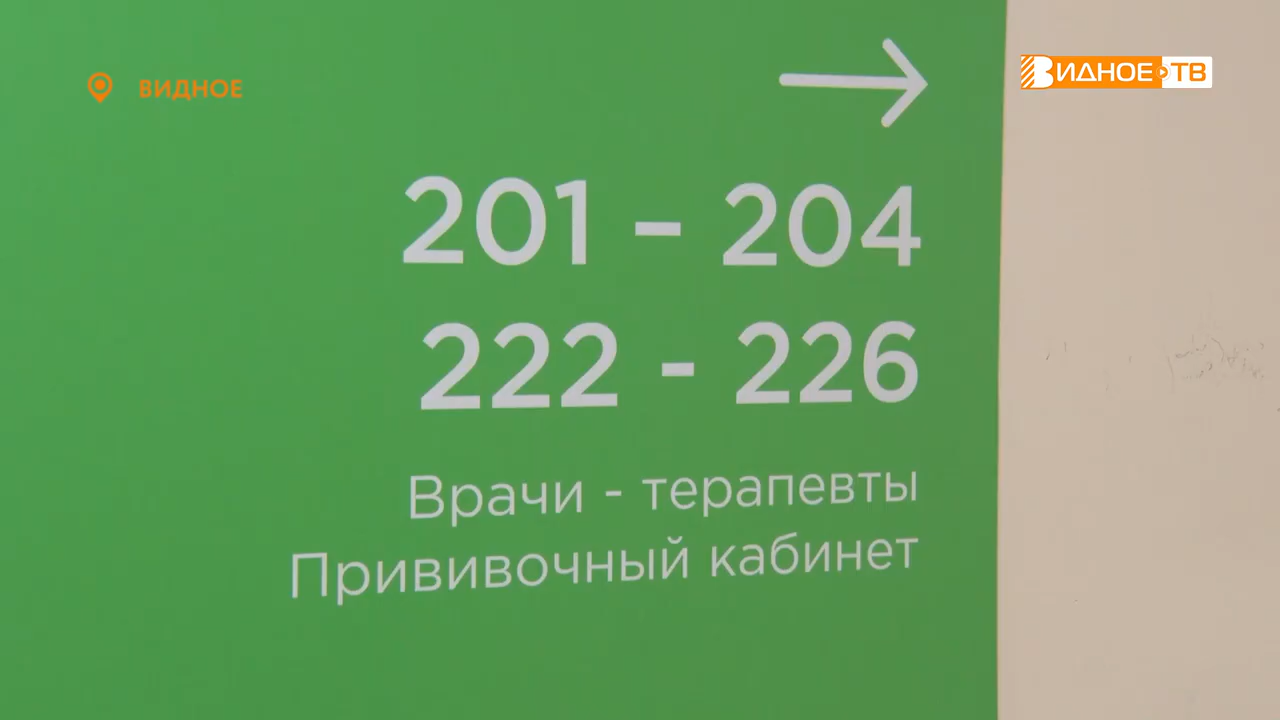 ВИДНОЕ
ВИДНОЕ ТВ
201 – 204
222 - 226
Врачи - терапевты
Прививочный кабинет